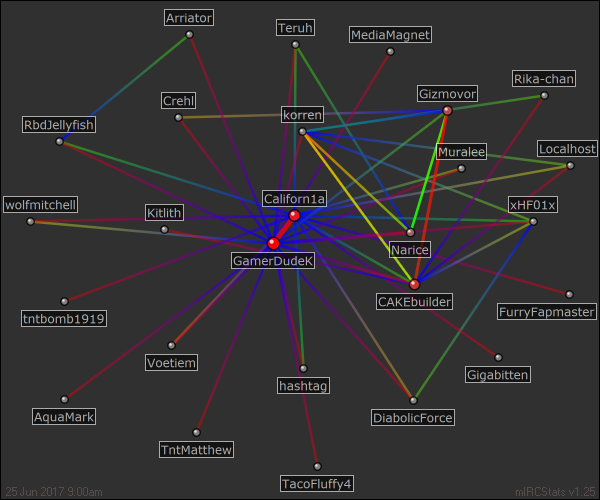 Arriator
Teruh
MediaMagnet
Rika-chan
Gizmovor
Crehl
korren
RbdJellyfish
Muralee
Localhost
Californ1a
wolfmitchell
Kitlith
xHF01x
Narice
GamerDudeK
CAKEbuilder
FurryFapmaster
tntbomb1919
Voetiem
Gigabitten
hashtag
AquaMark
DiabolicForce
TntMatthew
TacoFluffy4
25 Jun 2017 9:00am
mIRCStats v1.25